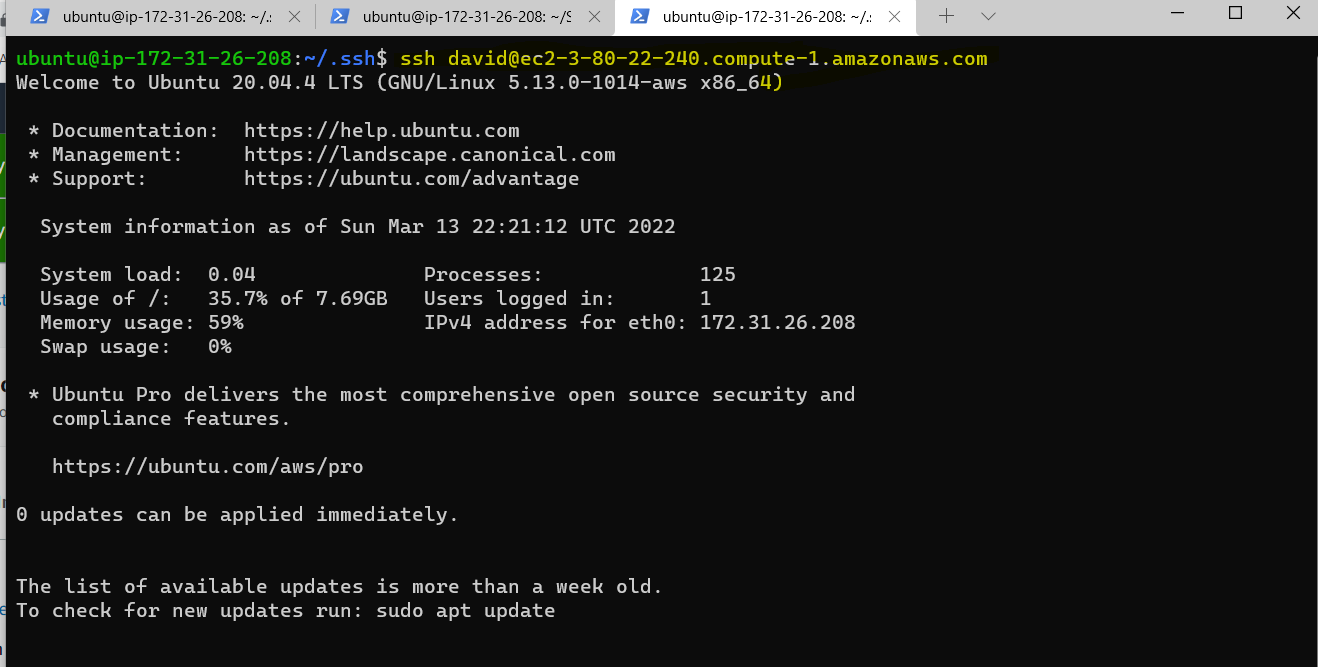 ubuntu@ip-172-31-26-208: ~/.s
ubuntu@ip-172-31-26-208: ~/S
ubuntu@ip-172-31-26-208: ~/.s
ubuntu@ip-172-31-26-208:~/.ssh$ ssh david@ec2-3-80-22-240.compute-1.amazonaws.com
Welcome to Ubuntu 20.04.4 LTS (GNU/Linux 5.13.0-1014-aws x86_64)
* Documentation:  https://help.ubuntu.com
* Management:     https://landscape.canonical.com
* Support:        https://ubuntu.com/advantage
System information as of Sun Mar 13 22:21:12 UTC 2022
System load:  0.04              Processes:             125
Usage of /:   35.7% of 7.69GB   Users logged in:       1
Memory usage: 59%               IPv4 address for eth0: 172.31.26.208
Swap usage:   0%
* Ubuntu Pro delivers the most comprehensive open source security and
compliance features.
https://ubuntu.com/aws/pro
0 updates can be applied immediately.
The list of available updates is more than a week old.
To check for new updates run: sudo apt update